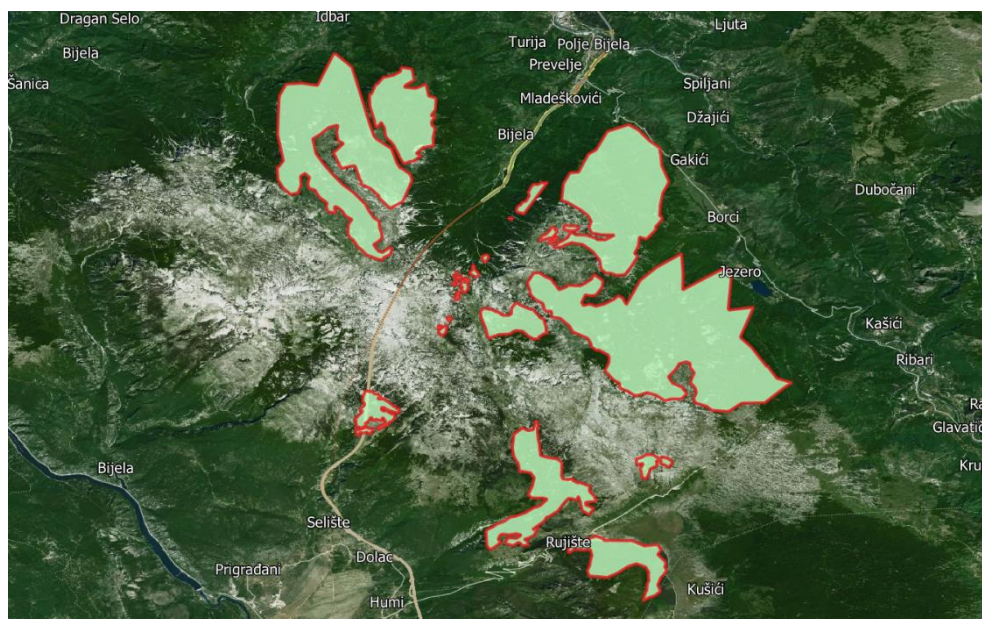 Dragan Selo
Idbar
Ljuta
Turija
Polje Bijela
Bijela
Prevelje
Šanica
Spiljani
Mladeškovići
Džajići
Bijela
Gakići
Dubočani
Borci
Jezero
Kašići
Ribari
Glavatič
Bijela
Selište
Rujište
Dolac
Prigrađani
Kušići
Humi